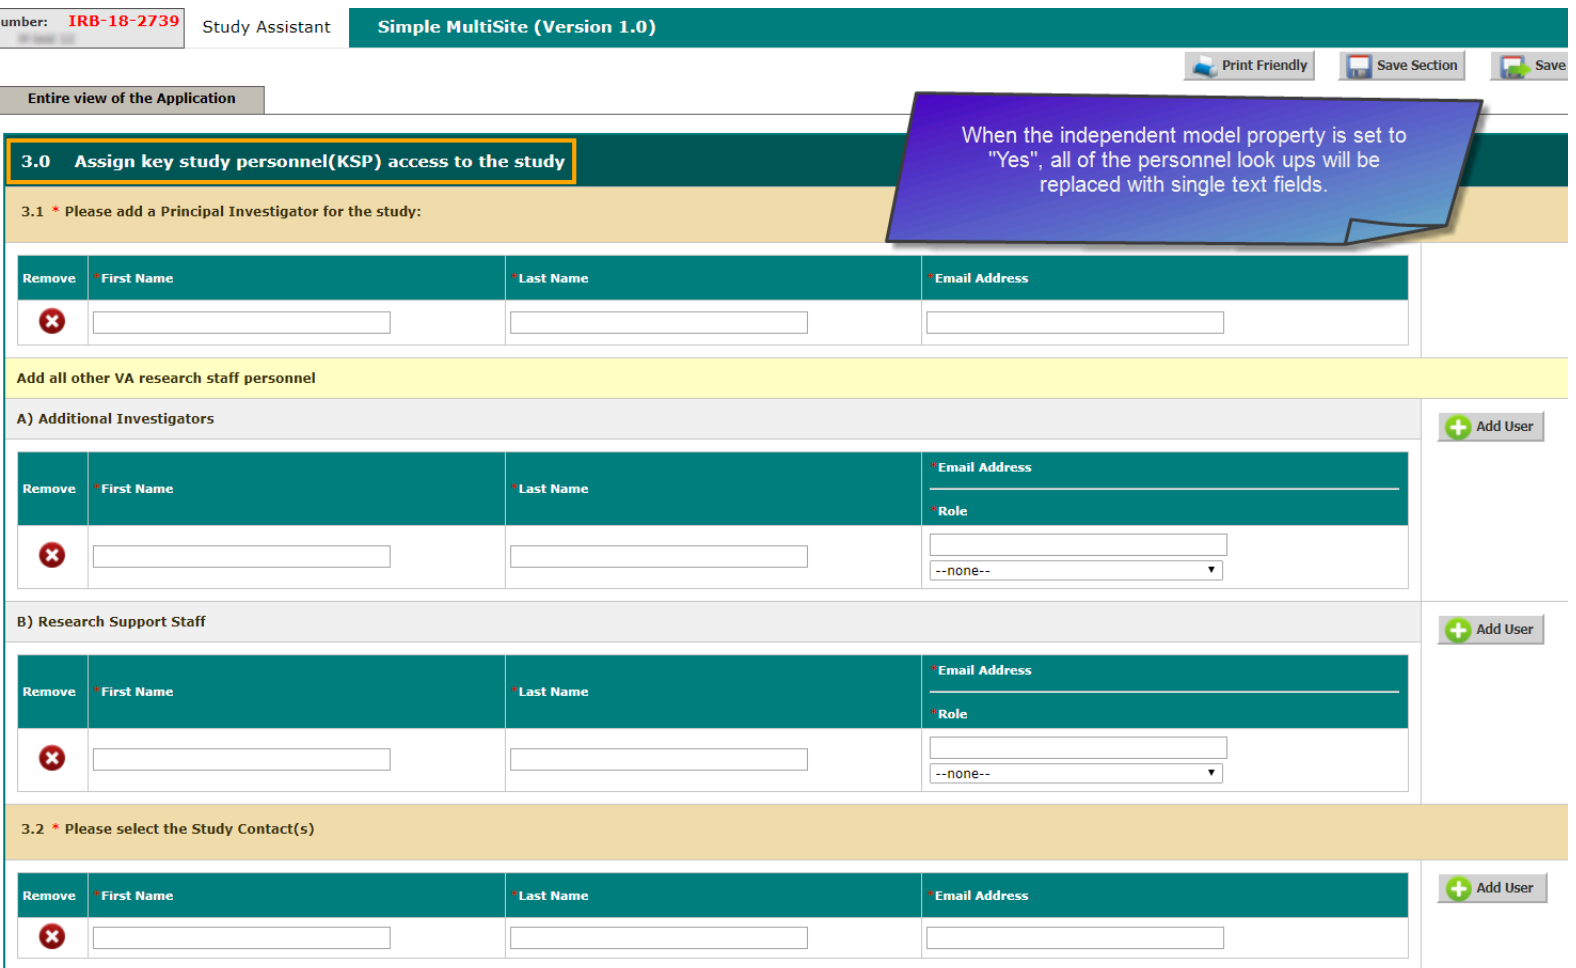 umber: IRB-18-2739
Study Assistant
Simple MultiSite (Version 1.0)
Print Friendly
Save Section
Save
Entire view of the Application
When the independent model property is set to
"Yes", all of the personnel look ups will be
replaced with single text fields.
3.0 Assign key study personnel(KSP) access to the study
3.1 * Please add a Principal Investigator for the study:
Remove *First Name *Last Name *Email Address
Add all other VA research staff personnel
A) Additional Investigators
Add User
Remove *First Name *Last Name *Email Address
*Role
--none--
B) Research Support Staff
Add User
Remove *First Name *Last Name *Email Address
*Role
--none--
3.2 * Please select the Study Contact(s)
Add User
Remove *First Name *Last Name *Email Address